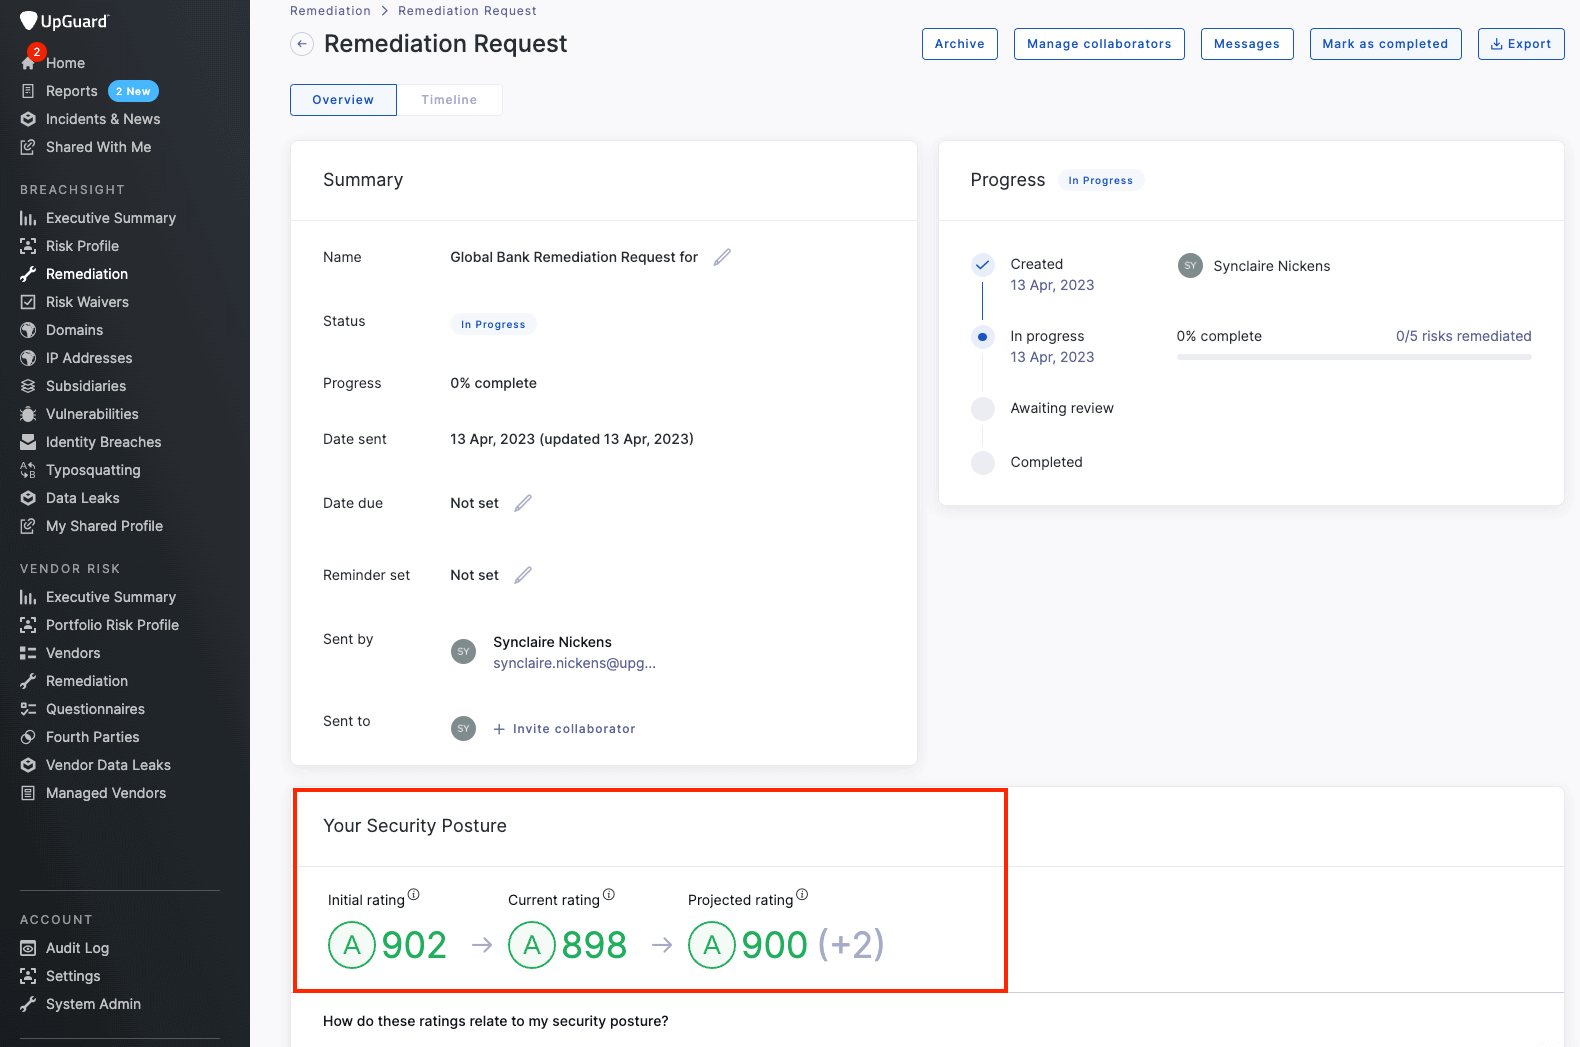 UpGuard
2
Home
Reports 2 New
Incidents & News
Shared With Me
BREACHSIGHT
Executive Summary
Risk Profile
Remediation
Risk Waivers
Domains
IP Addresses
Subsidiaries
Vulnerabilities
Identity Breaches
Typosquatting
Data Leaks
My Shared Profile
VENDOR RISK
Executive Summary
Portfolio Risk Profile
Vendors
Remediation
Questionnaires
Fourth Parties
Vendor Data Leaks
Managed Vendors
ACCOUNT
Audit Log
Settings
System Admin
Remediation > Remediation Request
Remediation Request
Archive
Manage collaborators
Messages
Mark as completed
Export
Overview
Timeline
Summary
Name Global Bank Remediation Request for
Status In Progress
Progress 0% complete
Date sent 13 Apr, 2023 (updated 13 Apr, 2023)
Date due Not set
Reminder set Not set
Sent by SY Synclaire Nickens
synclaire.nickens@upg...
Sent to SY + Invite collaborator
Progress In Progress
Created SY Synclaire Nickens
13 Apr, 2023
In progress 0% complete 0/5 risks remediated
13 Apr, 2023
Awaiting review
Completed
Your Security Posture
Initial rating Current rating Projected rating
A 902 → A 898 → A 900 (+2)
How do these ratings relate to my security posture?